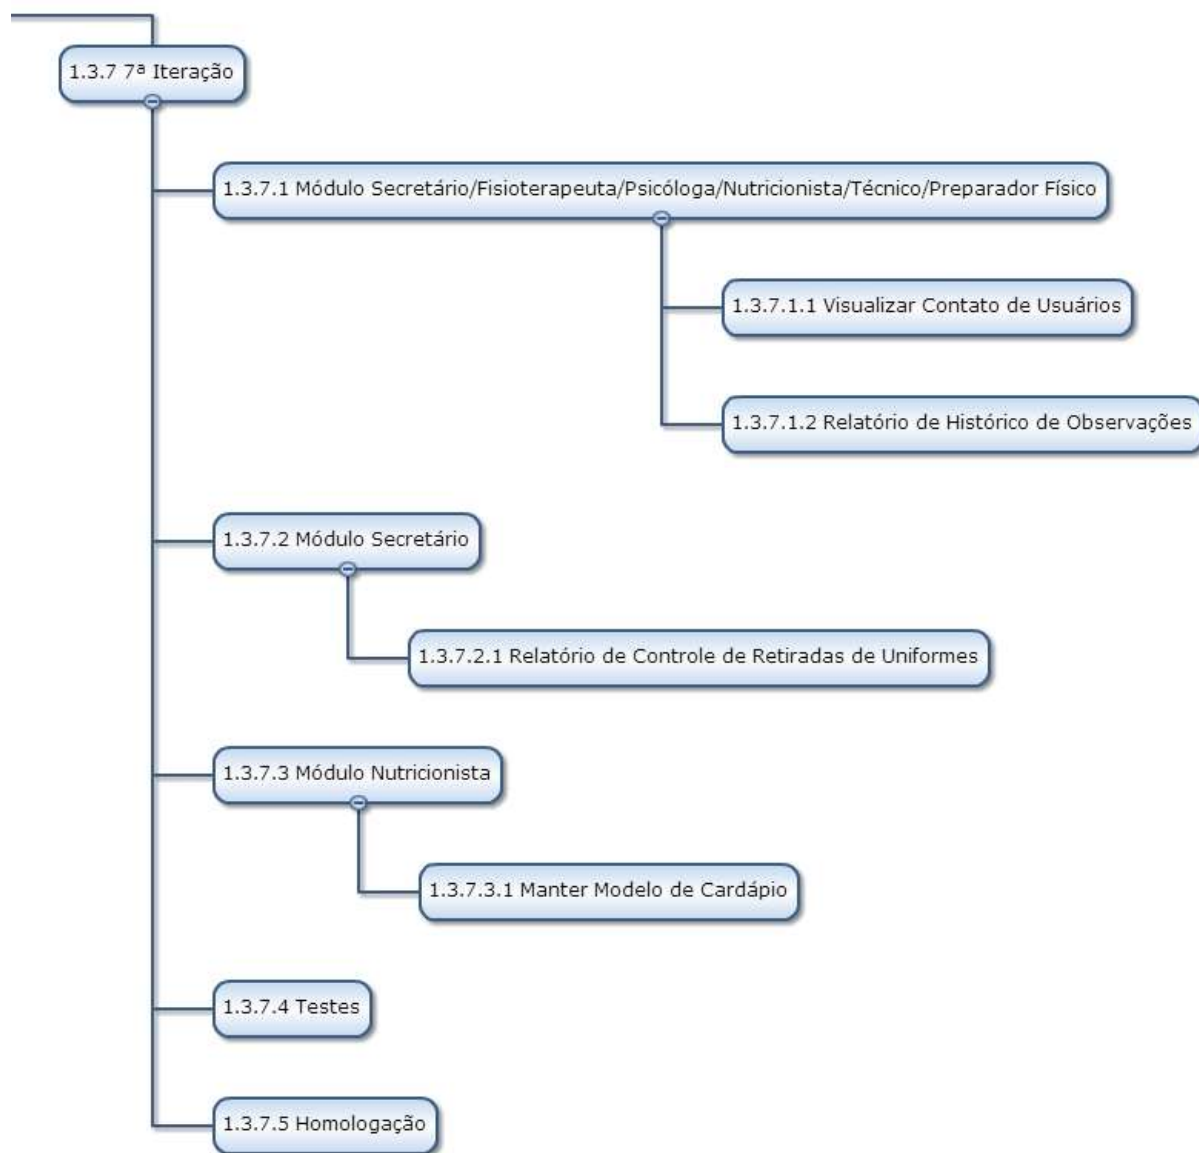 1.3.7 7ª Iteração
1.3.7.1 Módulo Secretário/Fisioterapeuta/Psicóloga/Nutricionista/Técnico/Preparador Físico
1.3.7.1.1 Visualizar Contato de Usuários
1.3.7.1.2 Relatório de Histórico de Observações
1.3.7.2 Módulo Secretário
1.3.7.2.1 Relatório de Controle de Retiradas de Uniformes
1.3.7.3 Módulo Nutricionista
1.3.7.3.1 Manter Modelo de Cardápio
1.3.7.4 Testes
1.3.7.5 Homologação